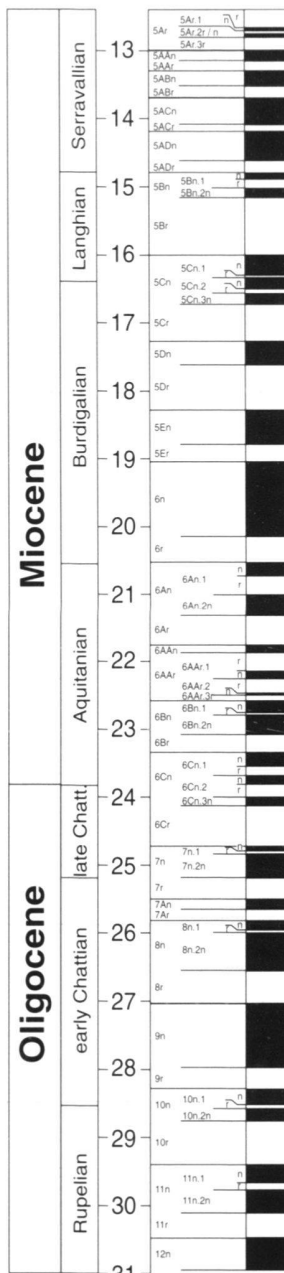 Miocene
Oligocene
Serravallian
Langhian
Burdigalian
Aquitanian
late Chatt.
early Chattian
Rupelian
13
14
15
16
17
18
19
20
21
22
23
24
25
26
27
28
29
30
31
5Ar 5Ar.1 n r
5Ar.2r / n
5Ar.3r
5AAn
5AAr
5ABn
5ABr
5ACn
5ACr
5ADn
5ADr
5Bn 5Bn.1 n r
5Bn.2n
5Br
5Cn 5Cn.1 n r
5Cn.2 n r
5Cn.3n
5Cr
5Dn
5Dr
5En
5Er
6n
6r
6An 6An.1 n r
6An.2n
6Ar
6AAn
6AAr 6AAr.1 r n
6AAr.2 r n
6AAr.3r
6Bn 6Bn.1 n r
6Bn.2n
6Br
6Cn 6Cn.1 n r
6Cn.2 n r
6Cn.3n
6Cr
7n 7n.1 n r
7n.2n
7r
7An
7Ar
8n 8n.1 n r
8n.2n
8r
9n
9r
10n 10n.1 n r
10n.2n
10r
11n 11n.1 n r
11n.2n
11r
12n